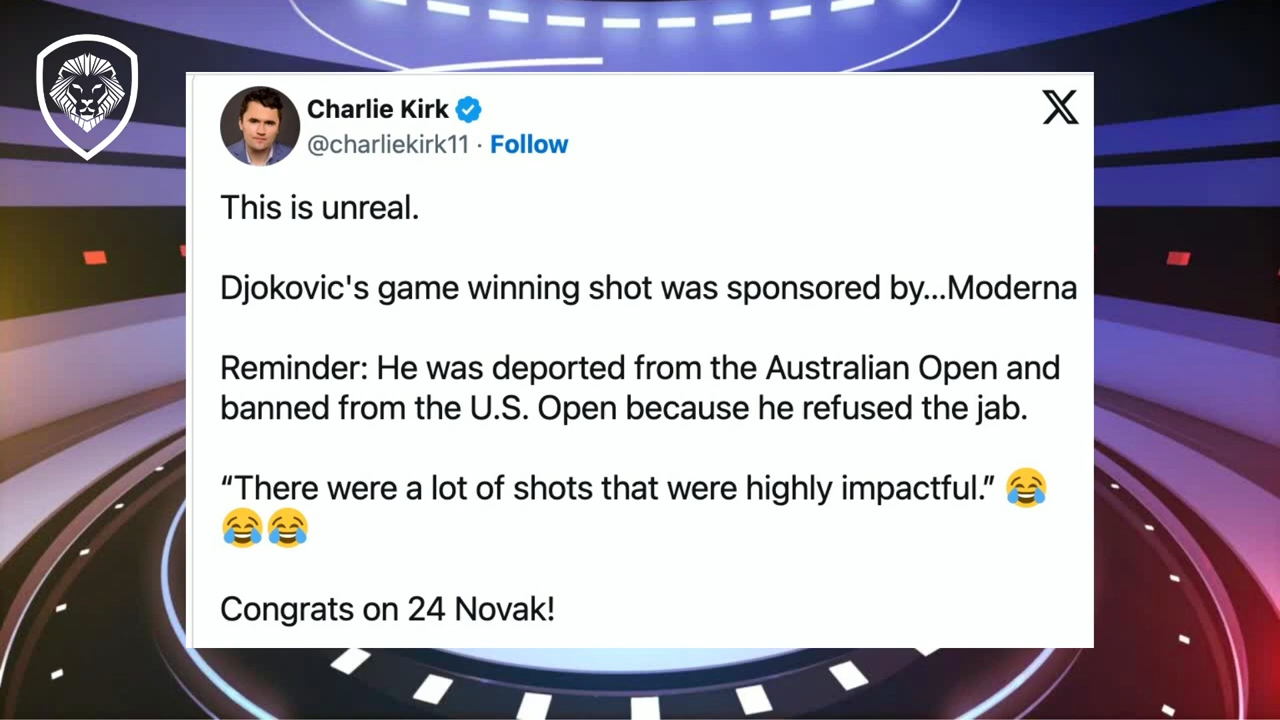 Charlie Kirk
@charliekirk11 · Follow
X
This is unreal.
Djokovic's game winning shot was sponsored by...Moderna
Reminder: He was deported from the Australian Open and
banned from the U.S. Open because he refused the jab.
“There were a lot of shots that were highly impactful.” 😂
😂😂
Congrats on 24 Novak!